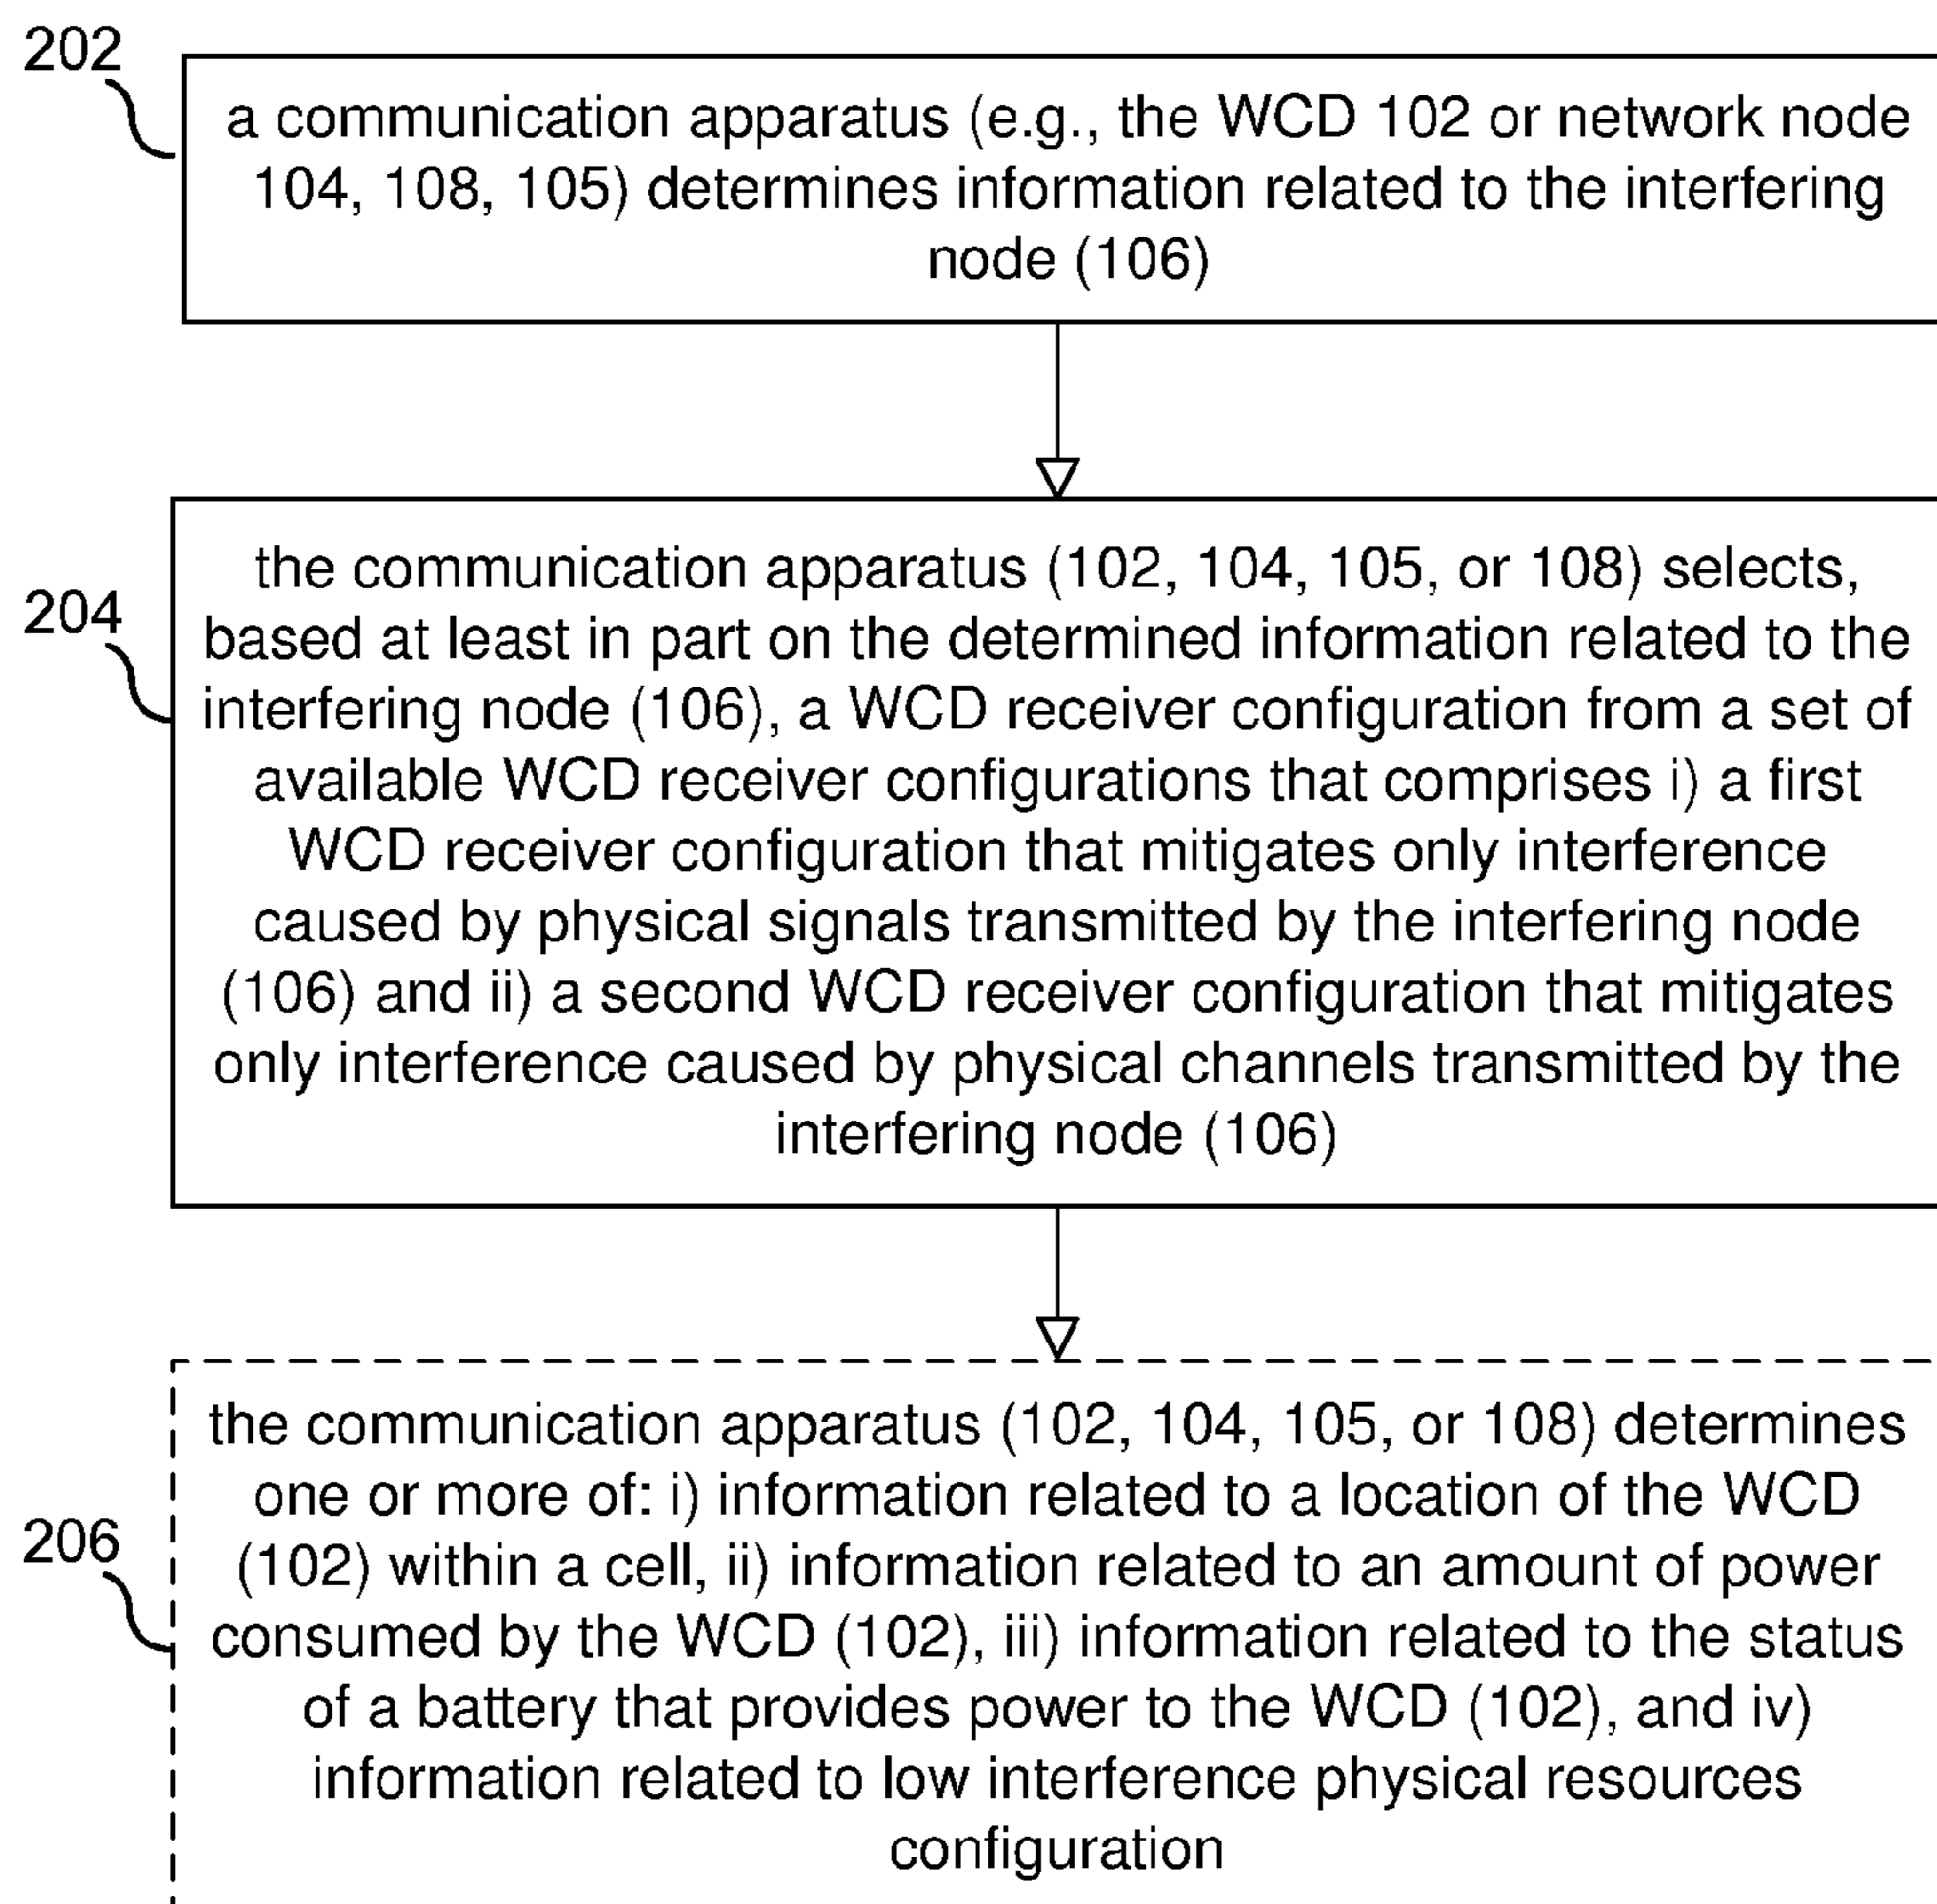 202
a communication apparatus (e.g., the WCD 102 or network node
104, 108, 105) determines information related to the interfering
node (106)
204
the communication apparatus (102, 104, 105, or 108) selects,
based at least in part on the determined information related to the
interfering node (106), a WCD receiver configuration from a set of
available WCD receiver configurations that comprises i) a first
WCD receiver configuration that mitigates only interference
caused by physical signals transmitted by the interfering node
(106) and ii) a second WCD receiver configuration that mitigates
only interference caused by physical channels transmitted by the
interfering node (106)
206
the communication apparatus (102, 104, 105, or 108) determines
one or more of: i) information related to a location of the WCD
(102) within a cell, ii) information related to an amount of power
consumed by the WCD (102), iii) information related to the status
of a battery that provides power to the WCD (102), and iv)
information related to low interference physical resources
configuration